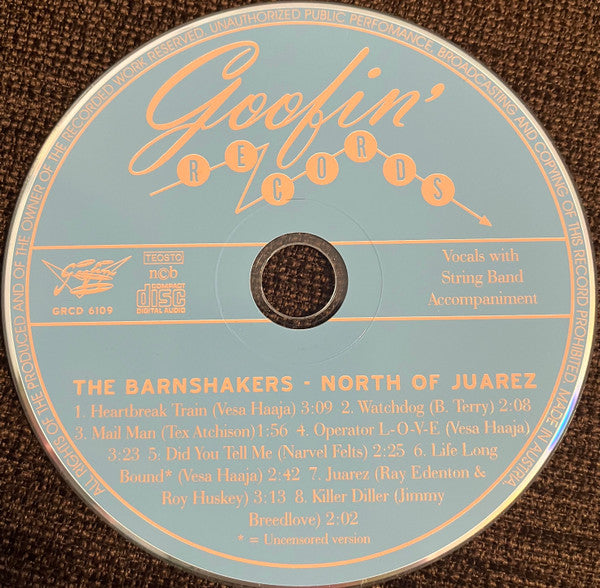 ALL RIGHTS OF THE PRODUCED AND OF THE OWNER OF THE RECORDED WORK RESERVED, UNAUTHORIZED PUBLIC PERFOMANCE, BROADCASTING AND COPYING OF THIS RECORD PROHIBITED. MADE IN AUSTRIA
Goofin'
RECORDS
Goofin'
TEOSTO
ncb
COMPACT
disc
DIGITAL AUDIO
GRCD 6109
Vocals with
String Band
Accompaniment
THE BARNSHAKERS - NORTH OF JUAREZ
1. Heartbreak Train (Vesa Haaja) 3:09 2. Watchdog (B. Terry) 2:08
3. Mail Man (Tex Atchison) 1:56 4. Operator L-O-V-E (Vesa Haaja)
3:23 5: Did You Tell Me (Narvel Felts) 2:25 6. Life Long
Bound* (Vesa Haaja) 2:42 7. Juarez (Ray Edenton &
Roy Huskey) 3:13 8. Killer Diller (Jimmy
Breedlove) 2:02
* = Uncensored version